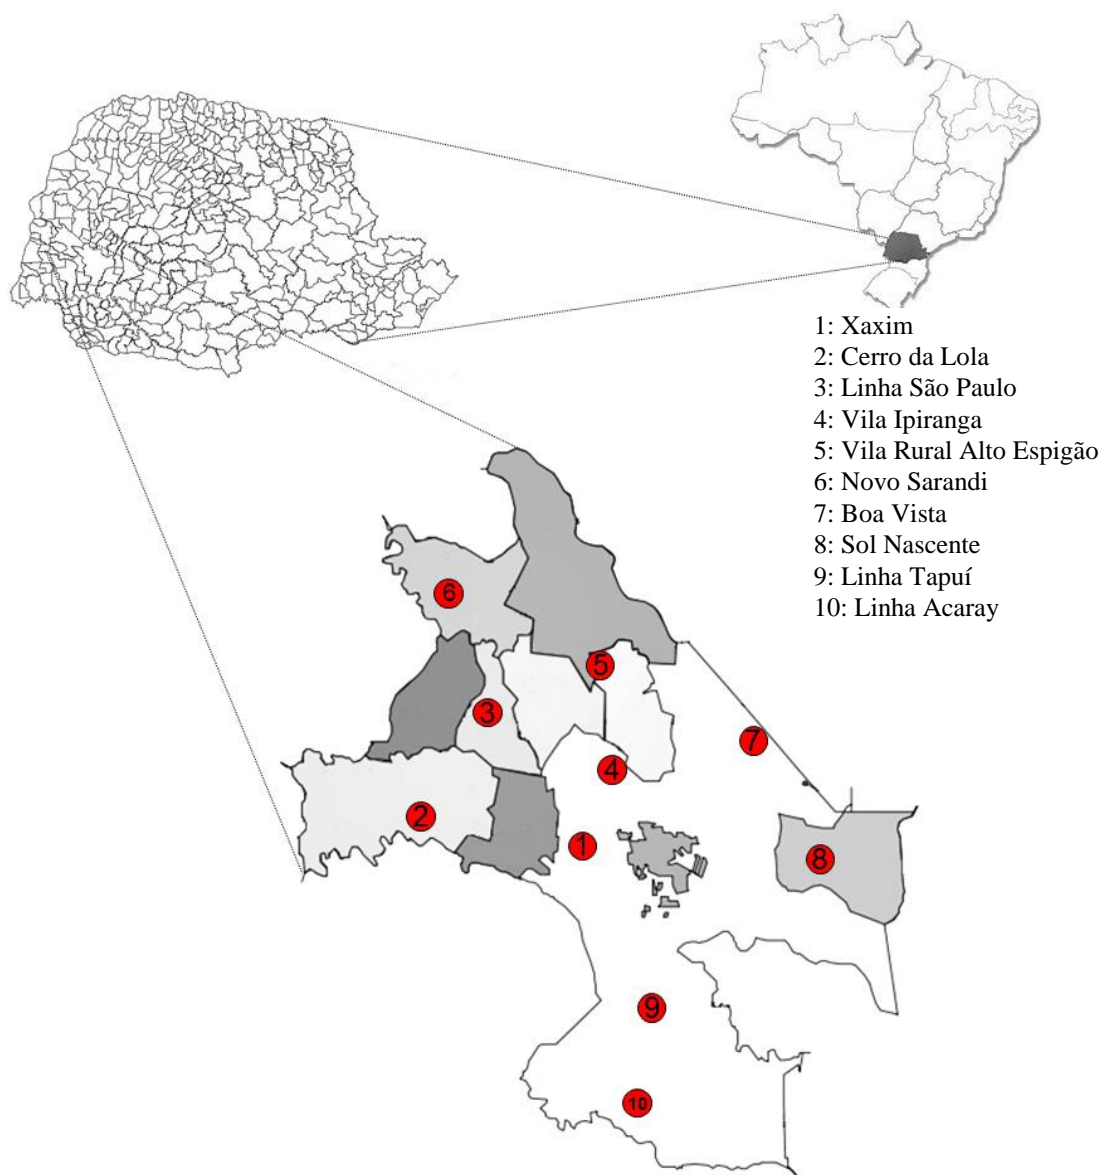 1: Xaxim
2: Cerro da Lola
3: Linha São Paulo
4: Vila Ipiranga
5: Vila Rural Alto Espigão
6: Novo Sarandi
7: Boa Vista
8: Sol Nascente
9: Linha Tapuí
10: Linha Acaray
6
5
3
7
4
2
1
8
9
10